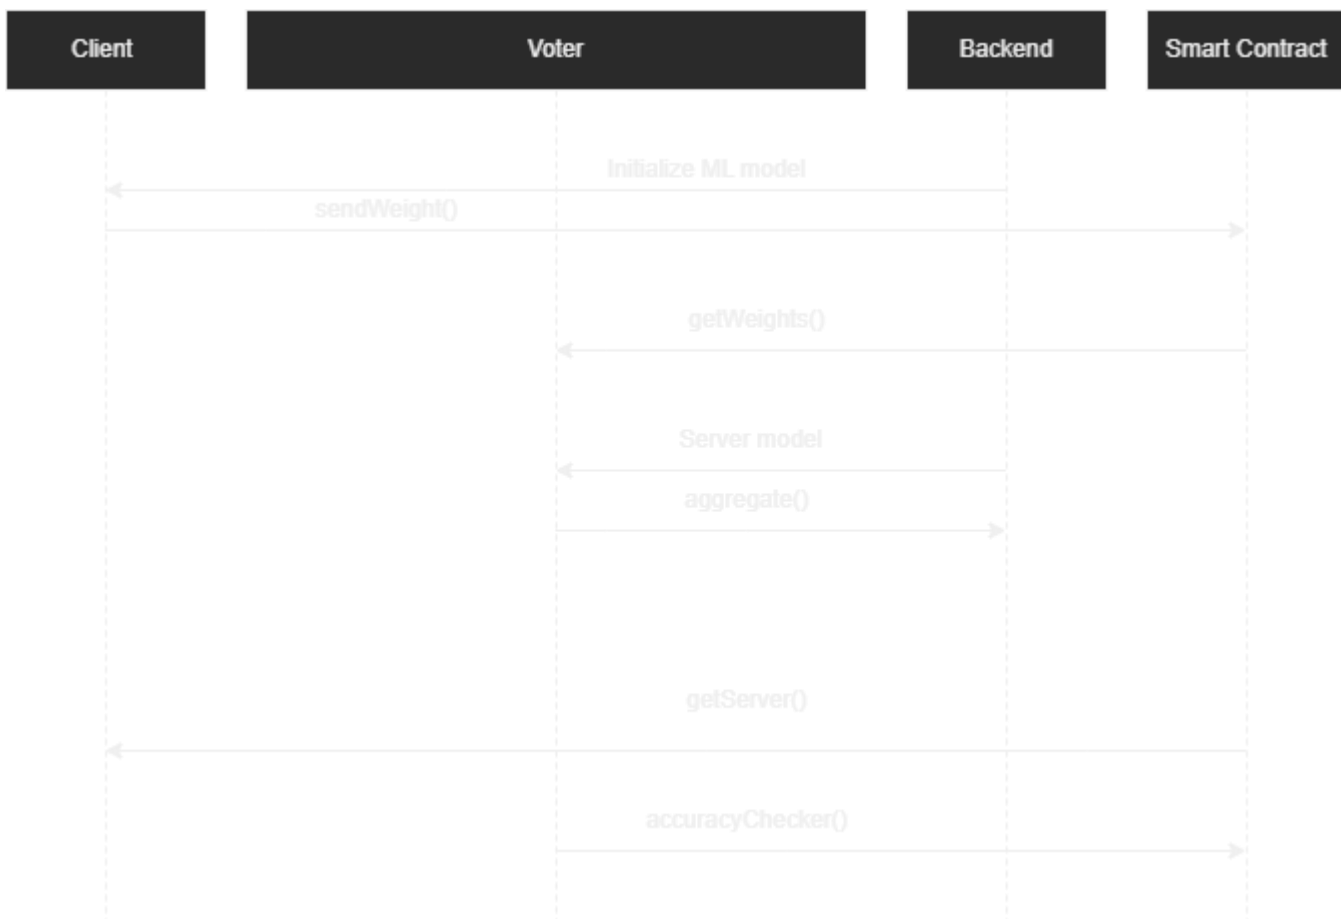 Client
Voter
Backend
Smart Contract
Initialize ML model
sendWeight()
getWeights()
Server model
aggregate()
getServer()
accuracyChecker()